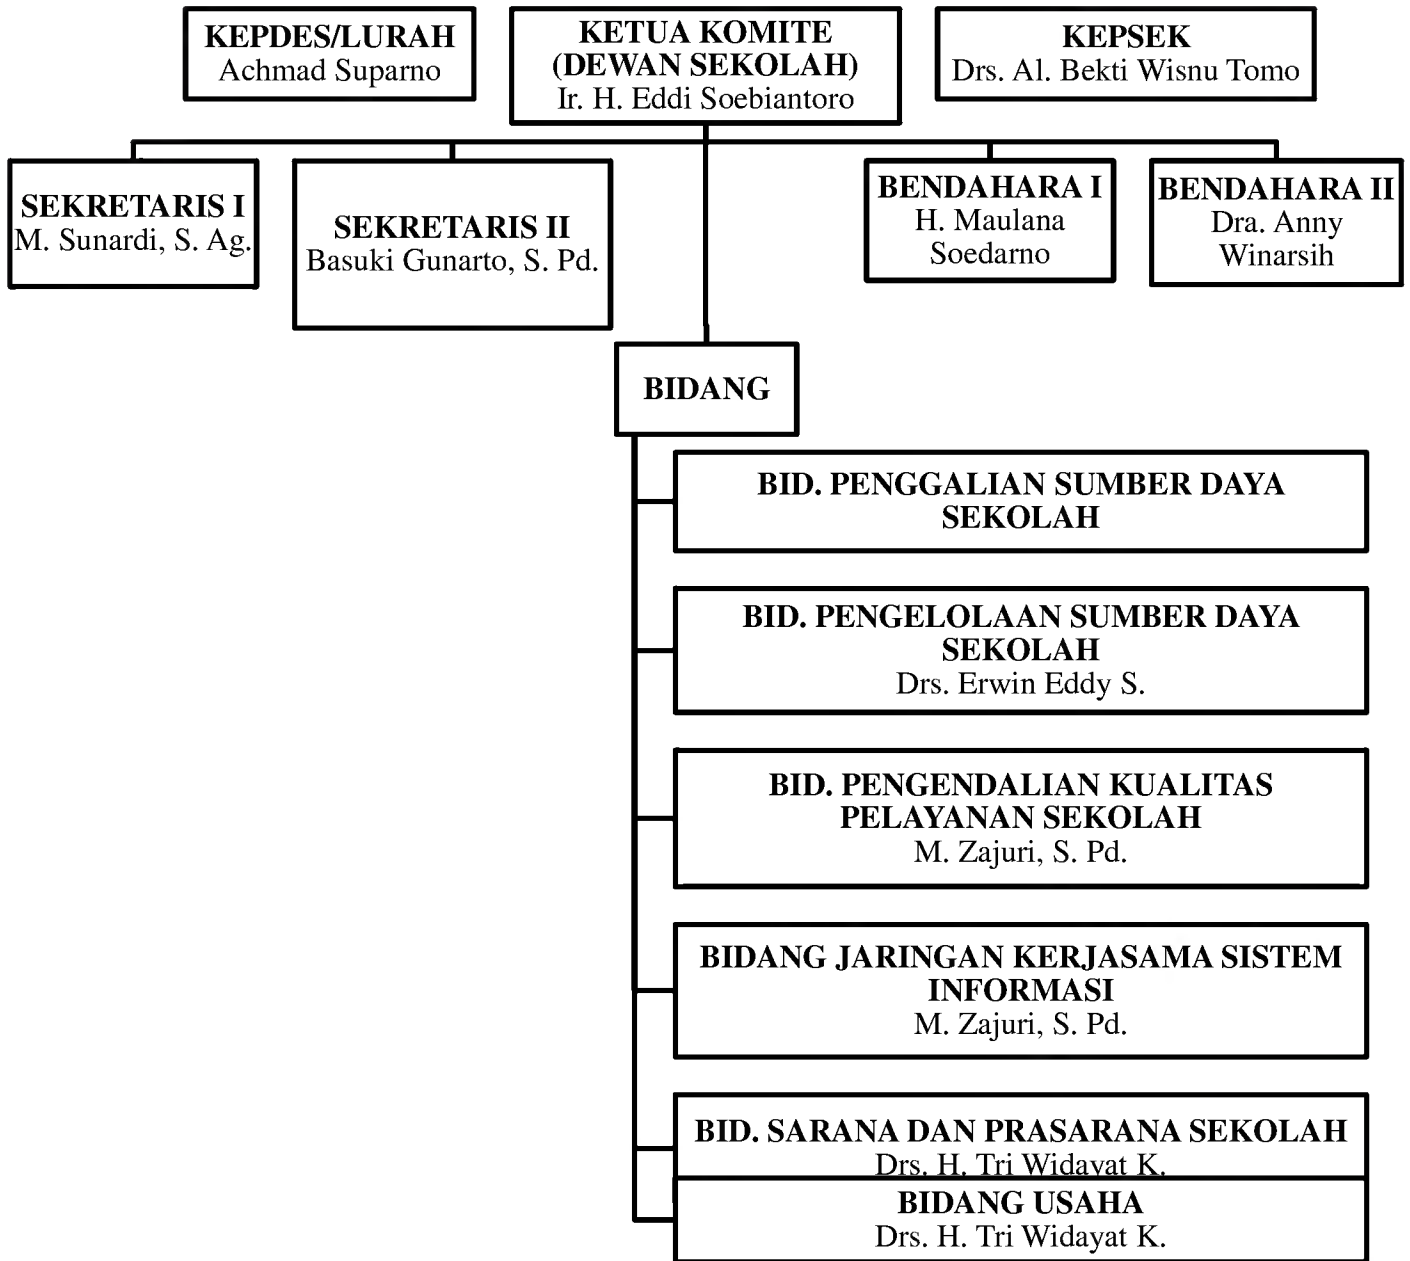 KEPDES/LURAH
Achmad Suparno
KETUA KOMITE
(DEWAN SEKOLAH)
Ir. H. Eddi Soebiantoro
KEPSEK
Drs. Al. Bekti Wisnu Tomo
SEKRETARIS I
M. Sunardi, S. Ag.
SEKRETARIS II
Basuki Gunarto, S. Pd.
BENDAHARA I
H. Maulana
Soedarno
BENDAHARA II
Dra. Anny
Winarsih
BIDANG
BID. PENGGALIAN SUMBER DAYA
SEKOLAH
BID. PENGELOLAAN SUMBER DAYA
SEKOLAH
Drs. Erwin Eddy S.
BID. PENGENDALIAN KUALITAS
PELAYANAN SEKOLAH
M. Zajuri, S. Pd.
BIDANG JARINGAN KERJASAMA SISTEM
INFORMASI
M. Zajuri, S. Pd.
BID. SARANA DAN PRASARANA SEKOLAH
Drs. H. Tri Widayat K.
BIDANG USAHA
Drs. H. Tri Widayat K.